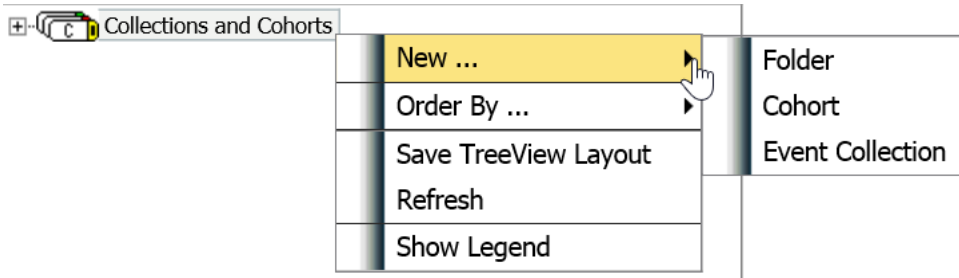 C
Collections and Cohorts
New ...
Order By ...
Save TreeView Layout
Refresh
Show Legend
Folder
Cohort
Event Collection